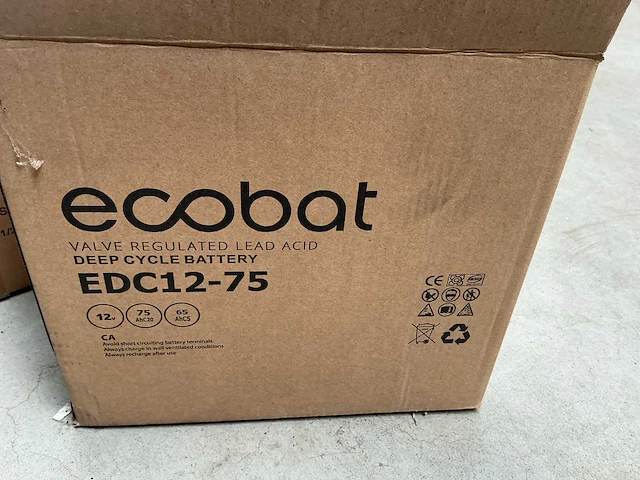 ecobat
VALVE REGULATED LEAD ACID
DEEP CYCLE BATTERY
EDC12-75
12V 75 AhC20 65 AhC5
CA
Avoid short circuiting battery terminals
Always charge in well ventilated conditions
Always recharge after use
CE